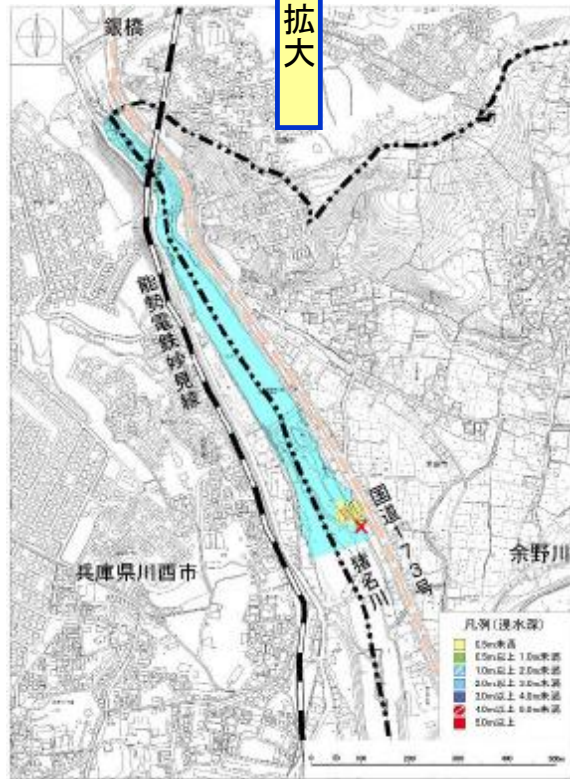 拡大
銀橋
能勢電鉄妙見線
国道173号
猪名川
余野川
兵庫県川西市
凡例(浸水深)
0.5m未満
0.5m以上 1.0m未満
1.0m以上 2.0m未満
2.0m以上 3.0m未満
3.0m以上 4.0m未満
4.0m以上 5.0m未満
5.0m以上